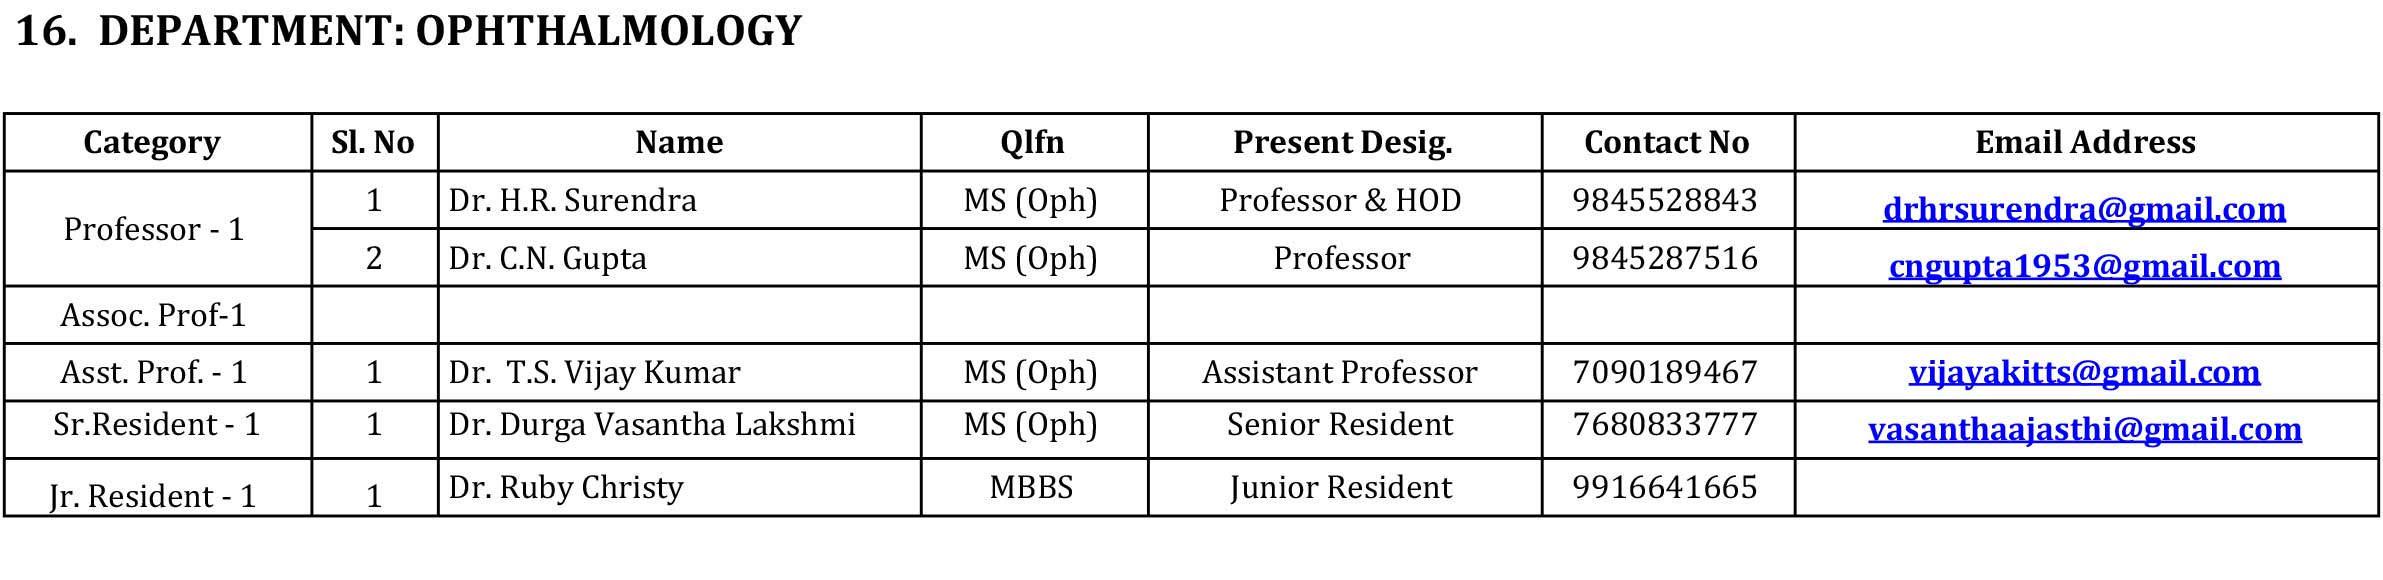 16. DEPARTMENT: OPHTHALMOLOGY
Category Sl. No Name Qlfn Present Desig. Contact No Email Address
Professor - 1 1 Dr. H.R. Surendra MS (Oph) Professor & HOD 9845528843 drhrsurendra@gmail.com
2 Dr. C.N. Gupta MS (Oph) Professor 9845287516 cngupta1953@gmail.com
Assoc. Prof-1
Asst. Prof. - 1 1 Dr. T.S. Vijay Kumar MS (Oph) Assistant Professor 7090189467 vijayakitts@gmail.com
Sr.Resident - 1 1 Dr. Durga Vasantha Lakshmi MS (Oph) Senior Resident 7680833777 vasanthaajasthi@gmail.com
Jr. Resident - 1 1 Dr. Ruby Christy MBBS Junior Resident 9916641665